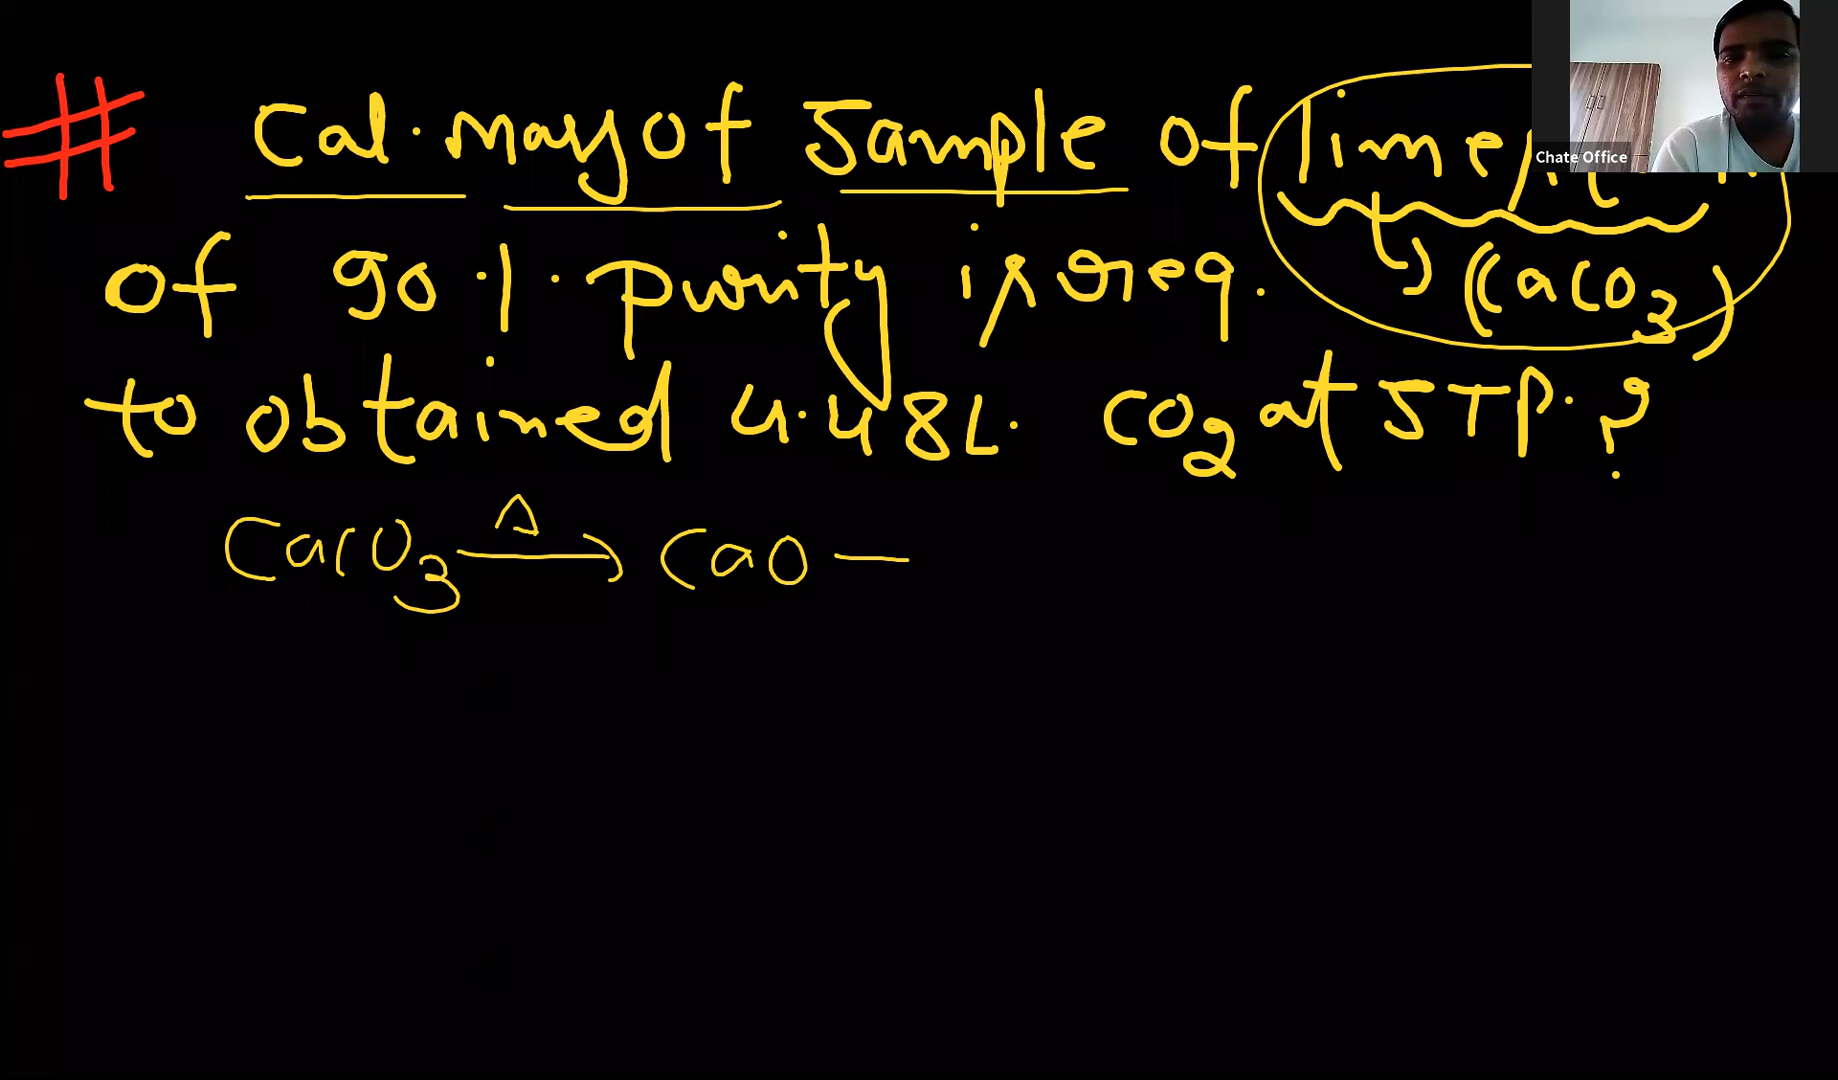 # Cal. mass of Sample of lime
Chate Office
of 90 %. purity is req. (CaCO3)
to obtained 4.48L. CO2 at STP. ?
CaCO3 Δ→ CaO —